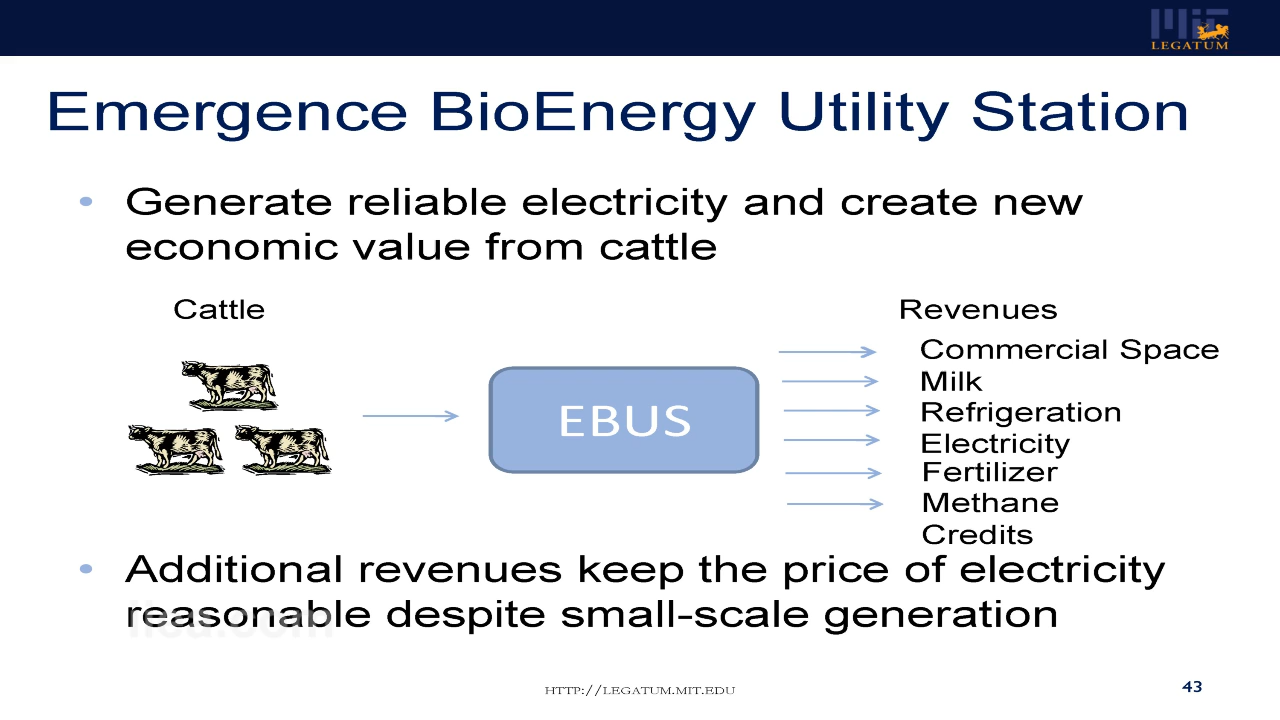 MIT
LEGATUM
Emergence BioEnergy Utility Station
• Generate reliable electricity and create new
economic value from cattle
Cattle
Revenues
Commercial Space
Milk
Refrigeration
EBUS
Electricity
Fertilizer
Methane
Credits
• Additional revenues keep the price of electricity
reasonable despite small-scale generation
HTTP://LEGATUM.MIT.EDU
43